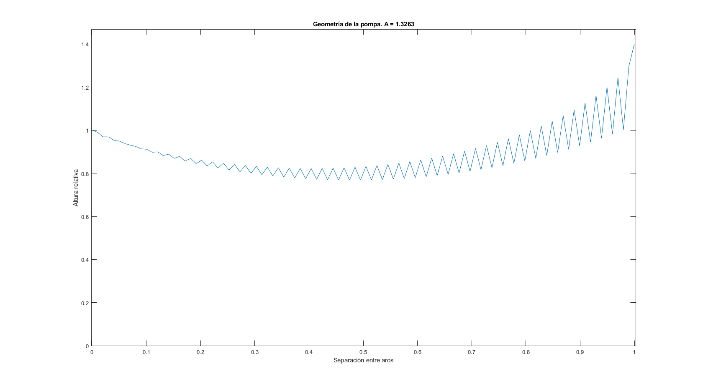 Geometría de la pompa. A = 1.3263
1.4
1.2
1
0.8
0.6
0.4
0.2
0
Altura relativa
0 0.1 0.2 0.3 0.4 0.5 0.6 0.7 0.8 0.9 1
Separación entre aros